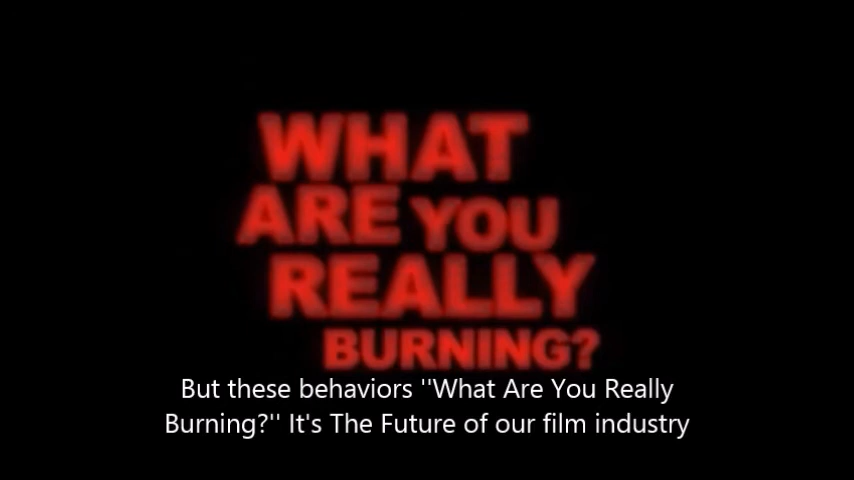 WHAT
ARE YOU
REALLY
BURNING?
But these behaviors ''What Are You Really
Burning?'' It's The Future of our film industry